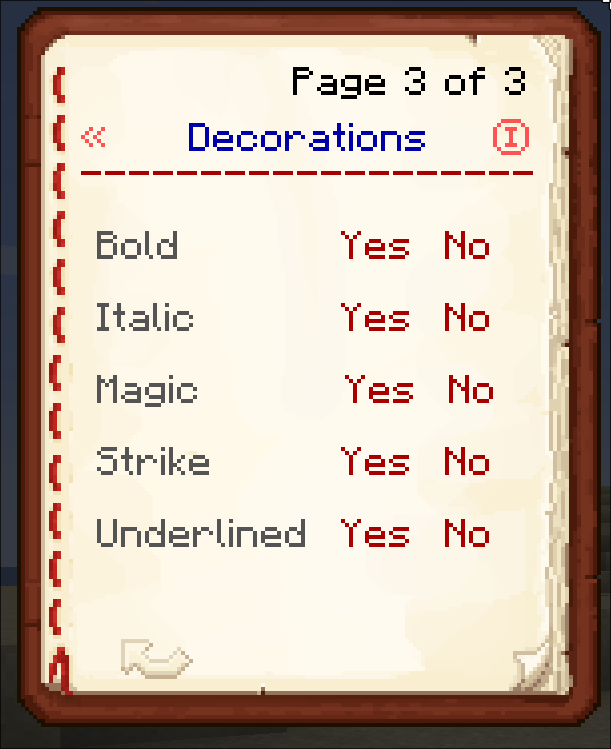 Page 3 of 3
« Decorations Ⓘ
Bold Yes No
Italic Yes No
Magic Yes No
Strike Yes No
Underlined Yes No